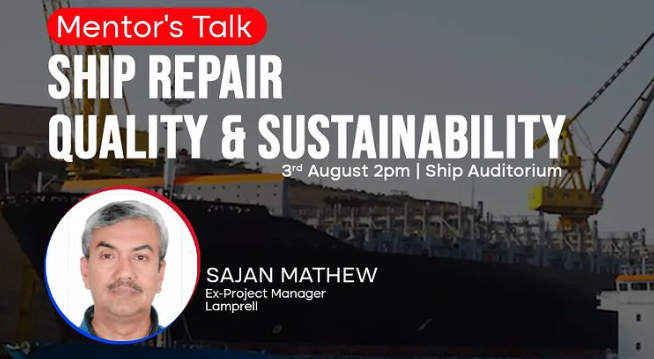 Mentor's Talk
SHIP REPAIR
QUALITY & SUSTAINABILITY
3rd August 2pm | Ship Auditorium
SAJAN MATHEW
Ex-Project Manager
Lamprell